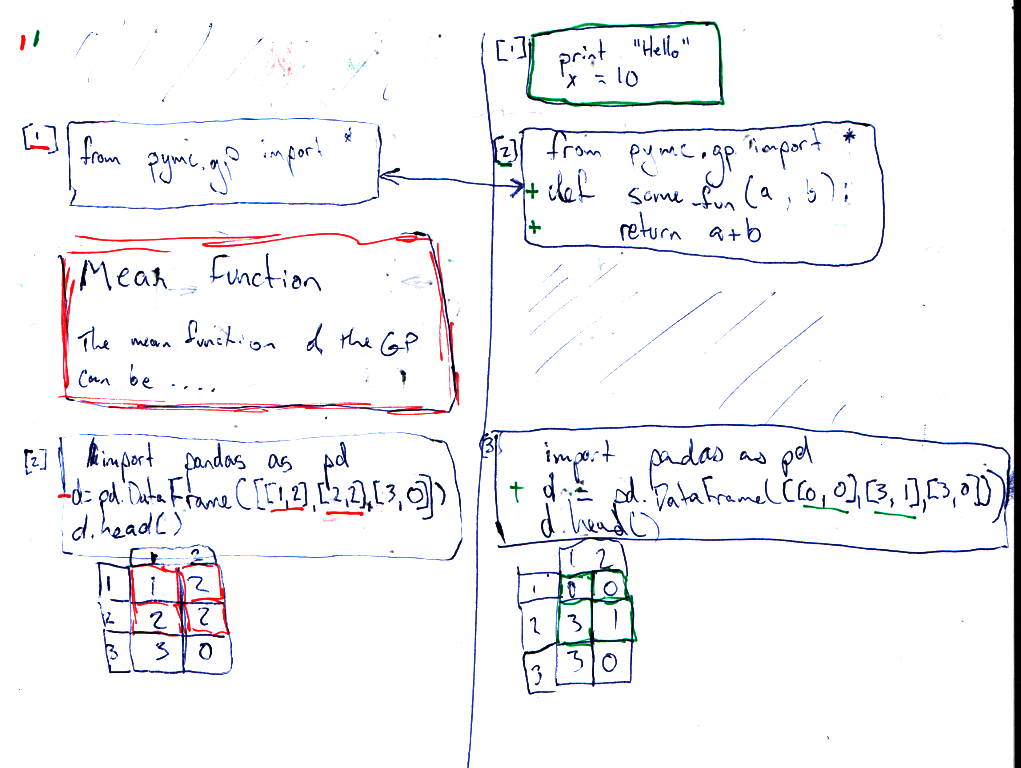 [1]
from pymc.gp import *
Mean Function
The mean function of the GP
can be ....
[2]
import pandas as pd
- d= pd.DataFrame([[1,2],[2,2],[3,0]])
d.head()
1 2
1 1 2
2 2 2
3 3 0
[1]
print "Hello"
x = 10
[2]
from pymc.gp import *
+ def some_fun(a, b):
+ return a+b
[3]
import padas as pd
+ d = pd.DataFrame([[0,0],[3,1],[3,0]])
d.head()
1 2
1 0 0
2 3 1
3 3 0